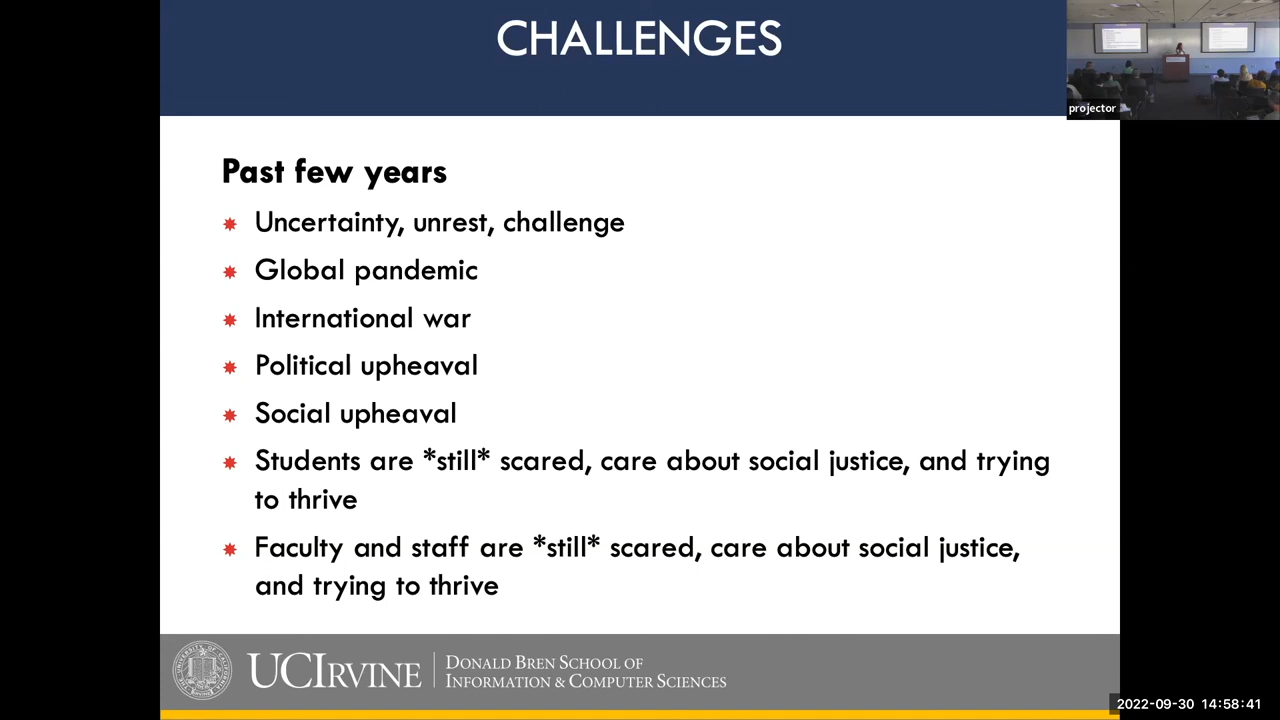 CHALLENGES
projector
Past few years
Uncertainty, unrest, challenge
Global pandemic
International war
Political upheaval
Social upheaval
Students are *still* scared, care about social justice, and trying
to thrive
Faculty and staff are *still* scared, care about social justice,
and trying to thrive
UCIRVINE
DONALD BREN SCHOOL OF
INFORMATION & COMPUTER SCIENCES
2022-09-30 14:58:41